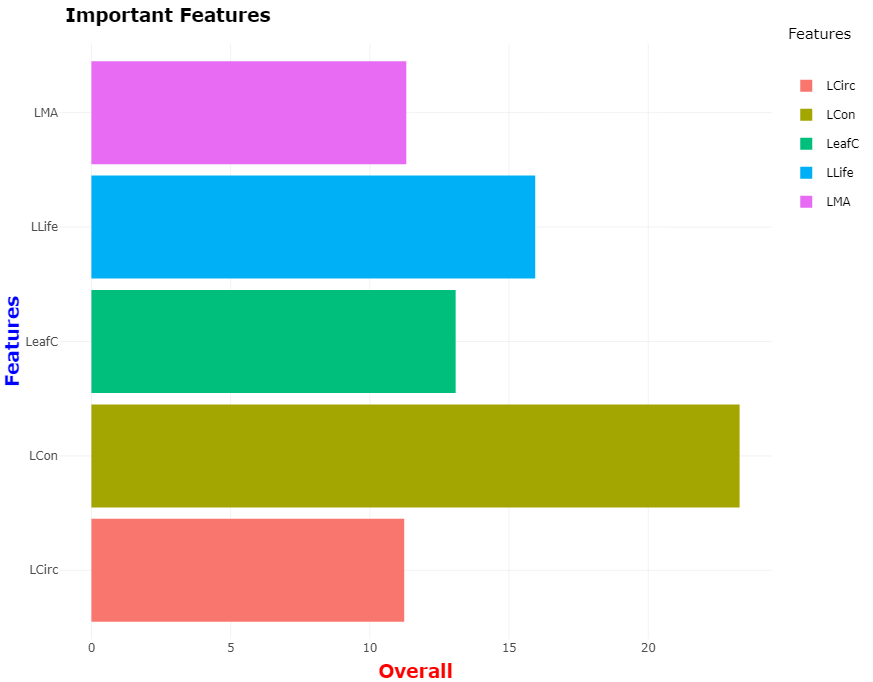 Important Features
Features
LCirc
LCon
LeafC
LLife
LMA
LMA
LLife
LeafC
LCon
LCirc
Features
0 5 10 15 20
Overall